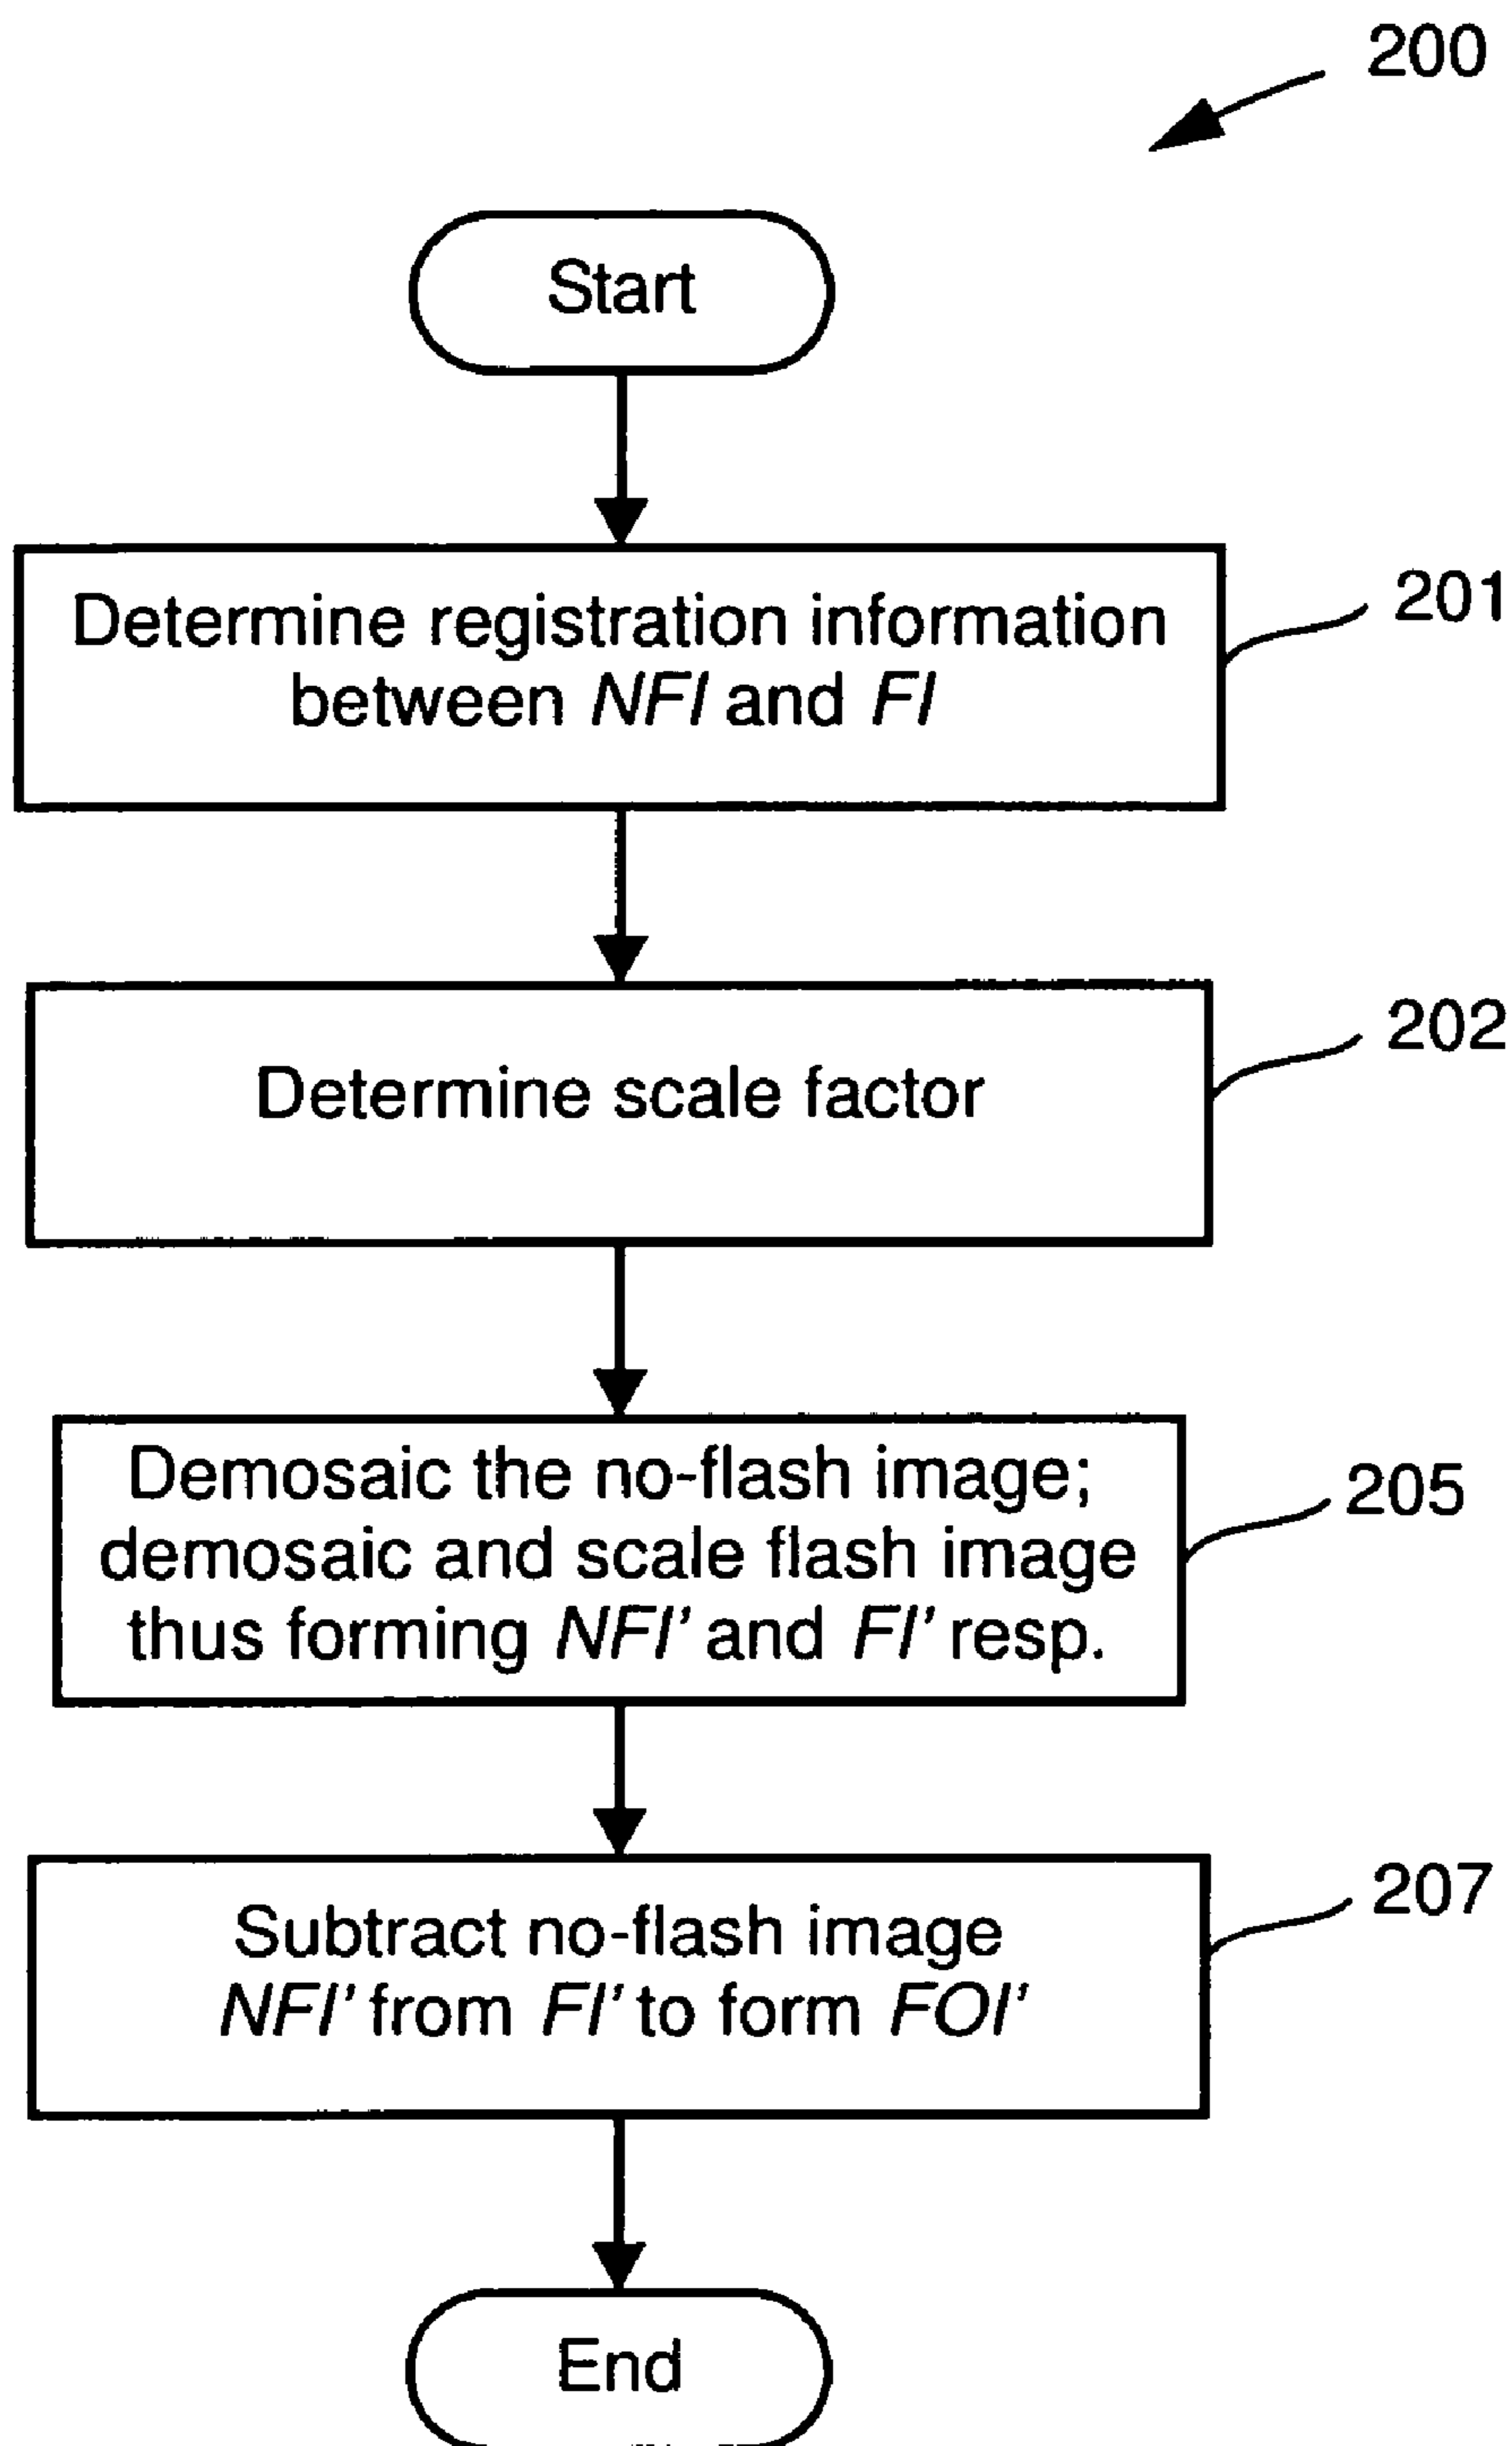 200
Start
Determine registration information
between NFI and FI
201
Determine scale factor
202
Demosaic the no-flash image;
demosaic and scale flash image
thus forming NFI' and FI' resp.
205
Subtract no-flash image
NFI' from FI' to form FOI'
207
End